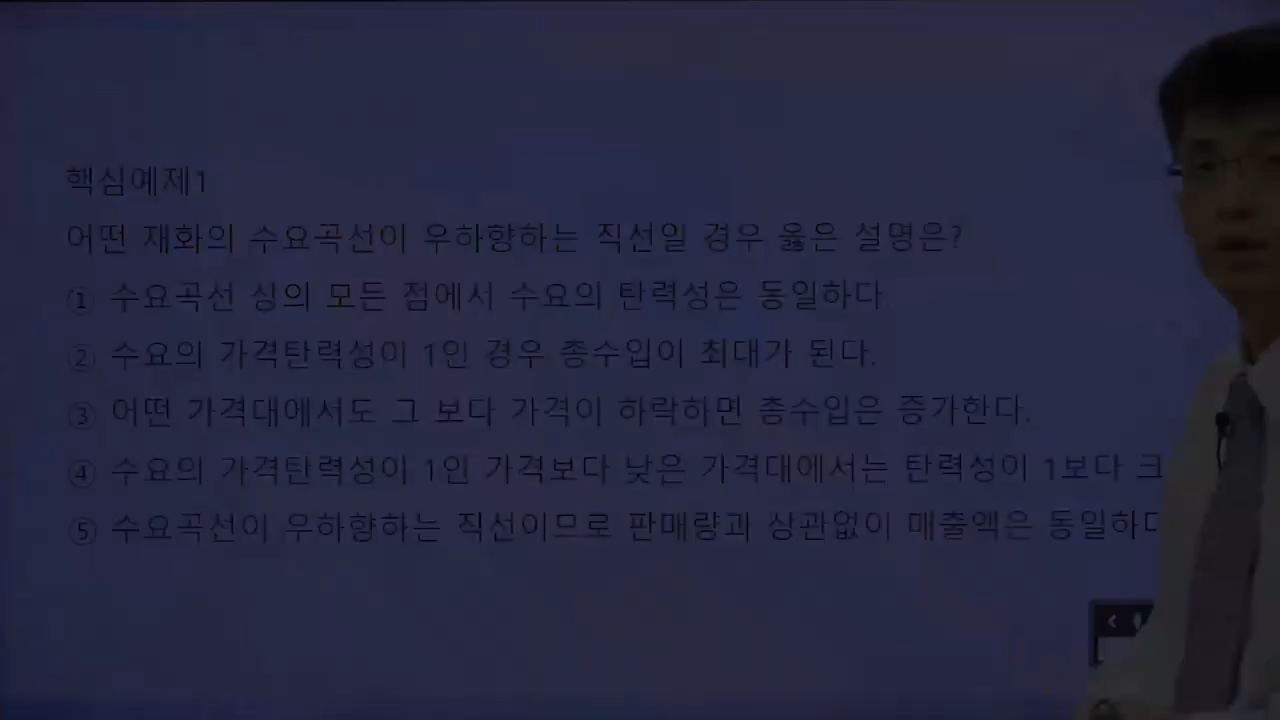 핵심예제1
어떤 재화의 수요곡선이 우하향하는 직선일 경우 옳은 설명은?
① 수요곡선 상의 모든 점에서 수요의 탄력성은 동일하다
② 수요의 가격탄력성이 1인 경우 총수입이 최대가 된다.
③ 어떤 가격대에서도 그 보다 가격이 하락하면 총수입은 증가한다.
④ 수요의 가격탄력성이 1인 가격보다 낮은 가격대에서는 탄력성이 1보다 크
⑤ 수요곡선이 우하향하는 직선이므로 판매량과 상관없이 매출액은 동일하다